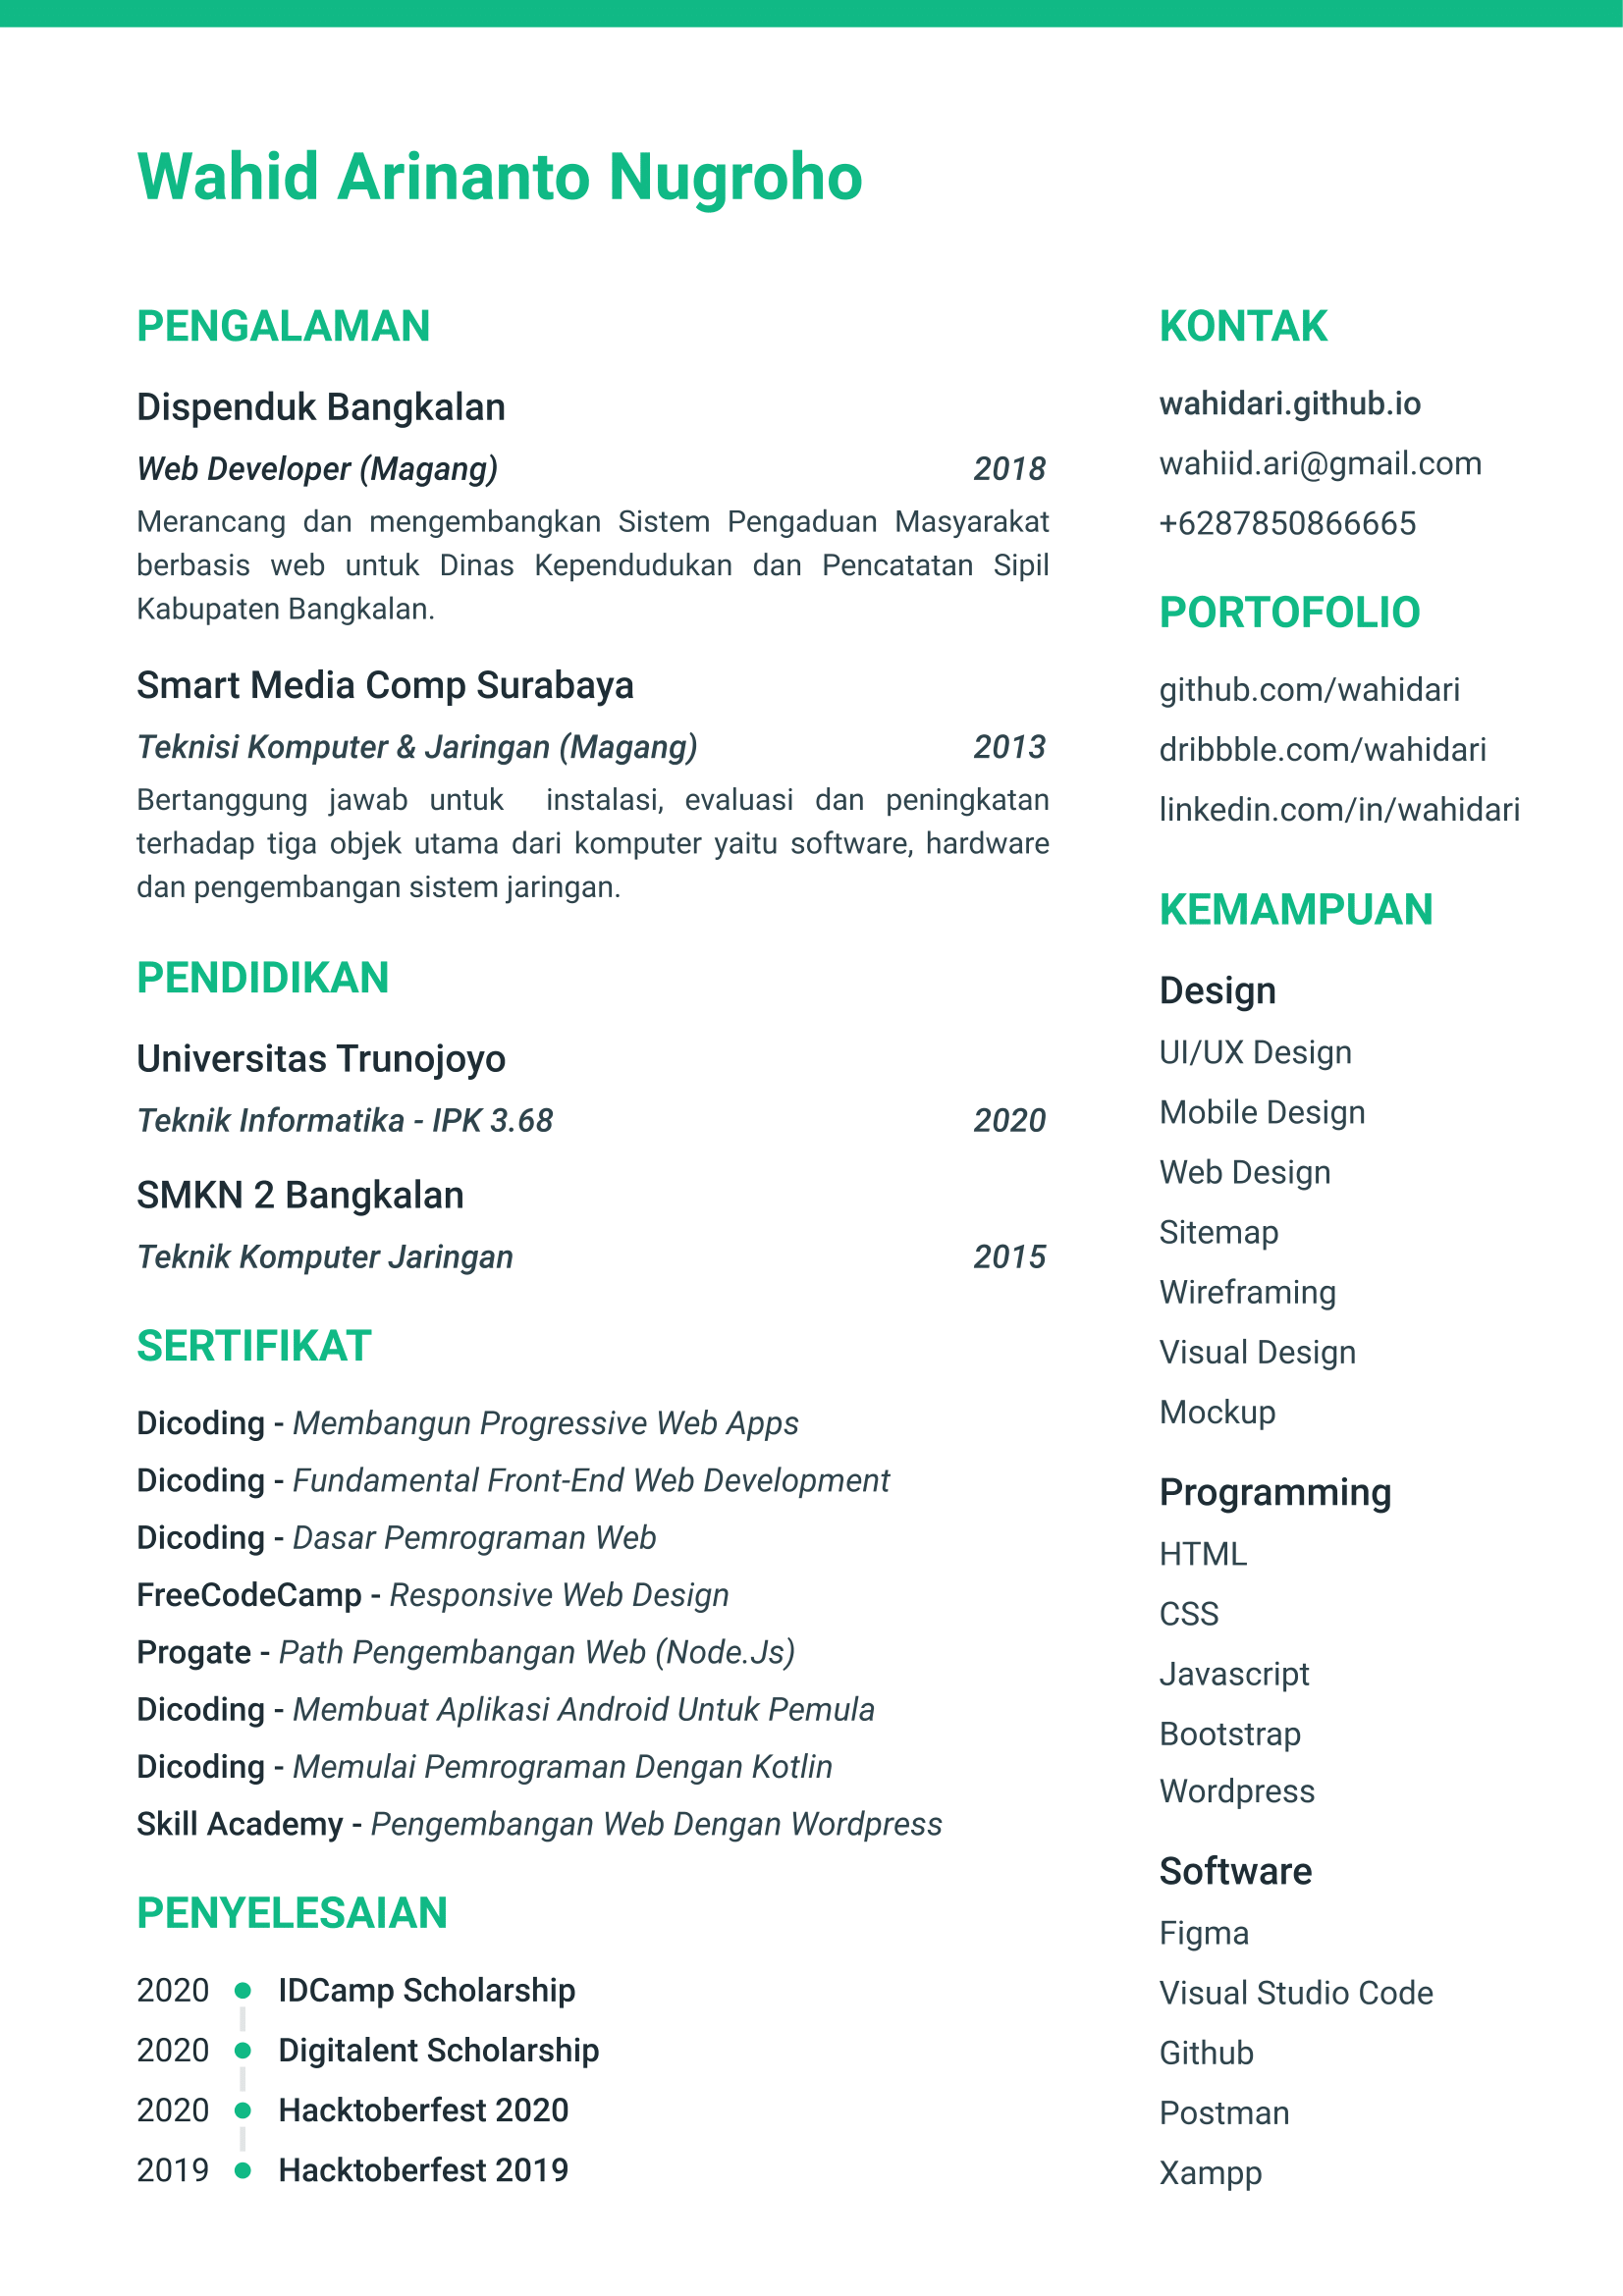 Wahid Arinanto Nugroho
PENGALAMAN
Dispenduk Bangkalan
Web Developer (Magang) 2018
Merancang dan mengembangkan Sistem Pengaduan Masyarakat
berbasis web untuk Dinas Kependudukan dan Pencatatan Sipil
Kabupaten Bangkalan.
Smart Media Comp Surabaya
Teknisi Komputer & Jaringan (Magang) 2013
Bertanggung jawab untuk instalasi, evaluasi dan peningkatan
terhadap tiga objek utama dari komputer yaitu software, hardware
dan pengembangan sistem jaringan.
PENDIDIKAN
Universitas Trunojoyo
Teknik Informatika - IPK 3.68 2020
SMKN 2 Bangkalan
Teknik Komputer Jaringan 2015
SERTIFIKAT
Dicoding - Membangun Progressive Web Apps
Dicoding - Fundamental Front-End Web Development
Dicoding - Dasar Pemrograman Web
FreeCodeCamp - Responsive Web Design
Progate - Path Pengembangan Web (Node.Js)
Dicoding - Membuat Aplikasi Android Untuk Pemula
Dicoding - Memulai Pemrograman Dengan Kotlin
Skill Academy - Pengembangan Web Dengan Wordpress
PENYELESAIAN
2020 IDCamp Scholarship
2020 Digitalent Scholarship
2020 Hacktoberfest 2020
2019 Hacktoberfest 2019
KONTAK
wahidari.github.io
wahiid.ari@gmail.com
+6287850866665
PORTOFOLIO
github.com/wahidari
dribbble.com/wahidari
linkedin.com/in/wahidari
KEMAMPUAN
Design
UI/UX Design
Mobile Design
Web Design
Sitemap
Wireframing
Visual Design
Mockup
Programming
HTML
CSS
Javascript
Bootstrap
Wordpress
Software
Figma
Visual Studio Code
Github
Postman
Xampp